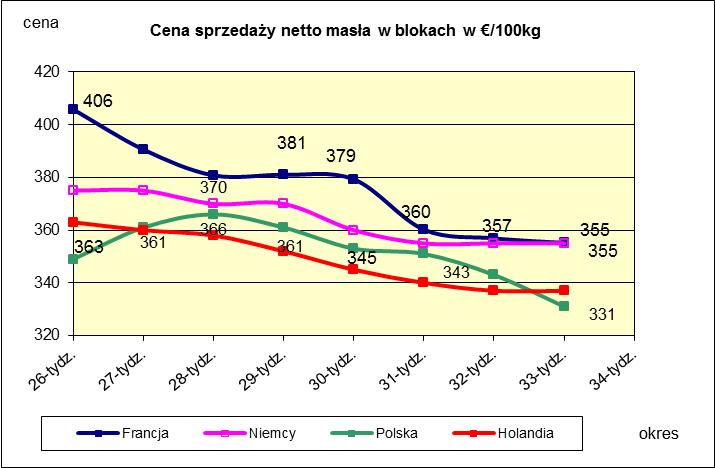 cena
Cena sprzedaży netto masła w blokach w €/100kg
420
400
380
360
340
320
406
381
379
370
360
357
355
355
363
361
366
361
345
343
331
26-tydz.
27-tydz.
28-tydz.
29-tydz.
30-tydz.
31-tydz.
32-tydz.
33-tydz.
34-tydz.
Francja Niemcy Polska Holandia
okres